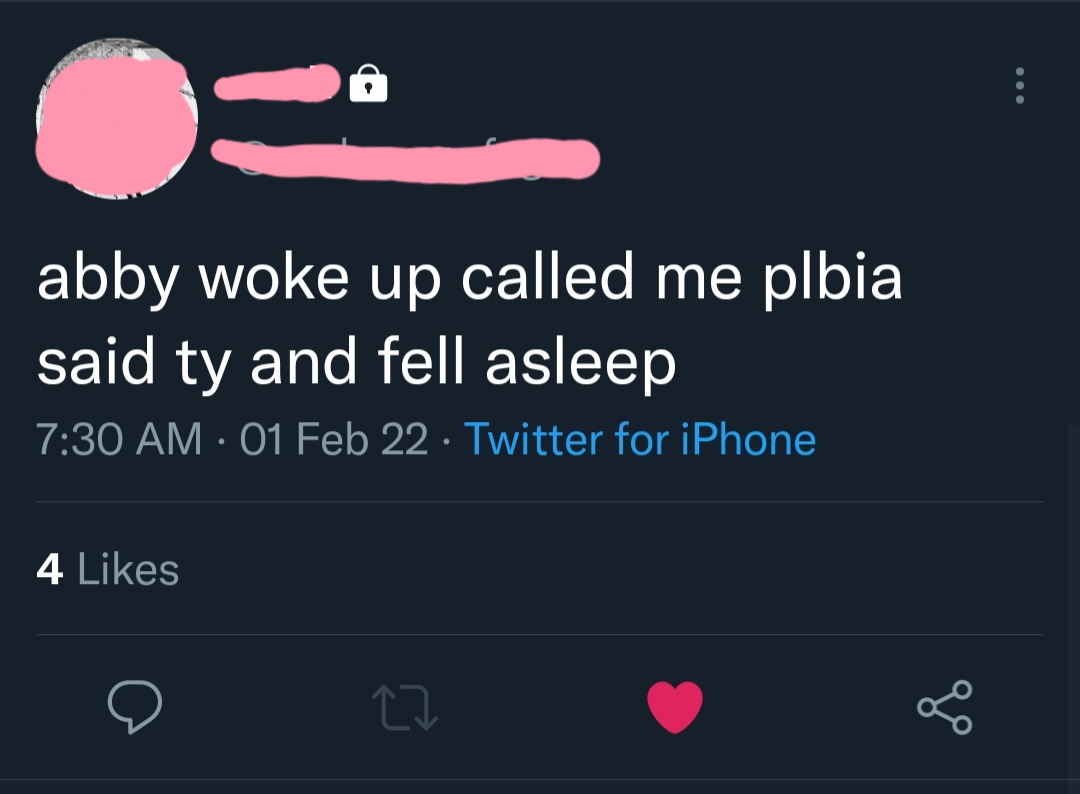 abby woke up called me plbia
said ty and fell asleep
7:30 AM · 01 Feb 22 · Twitter for iPhone
4 Likes